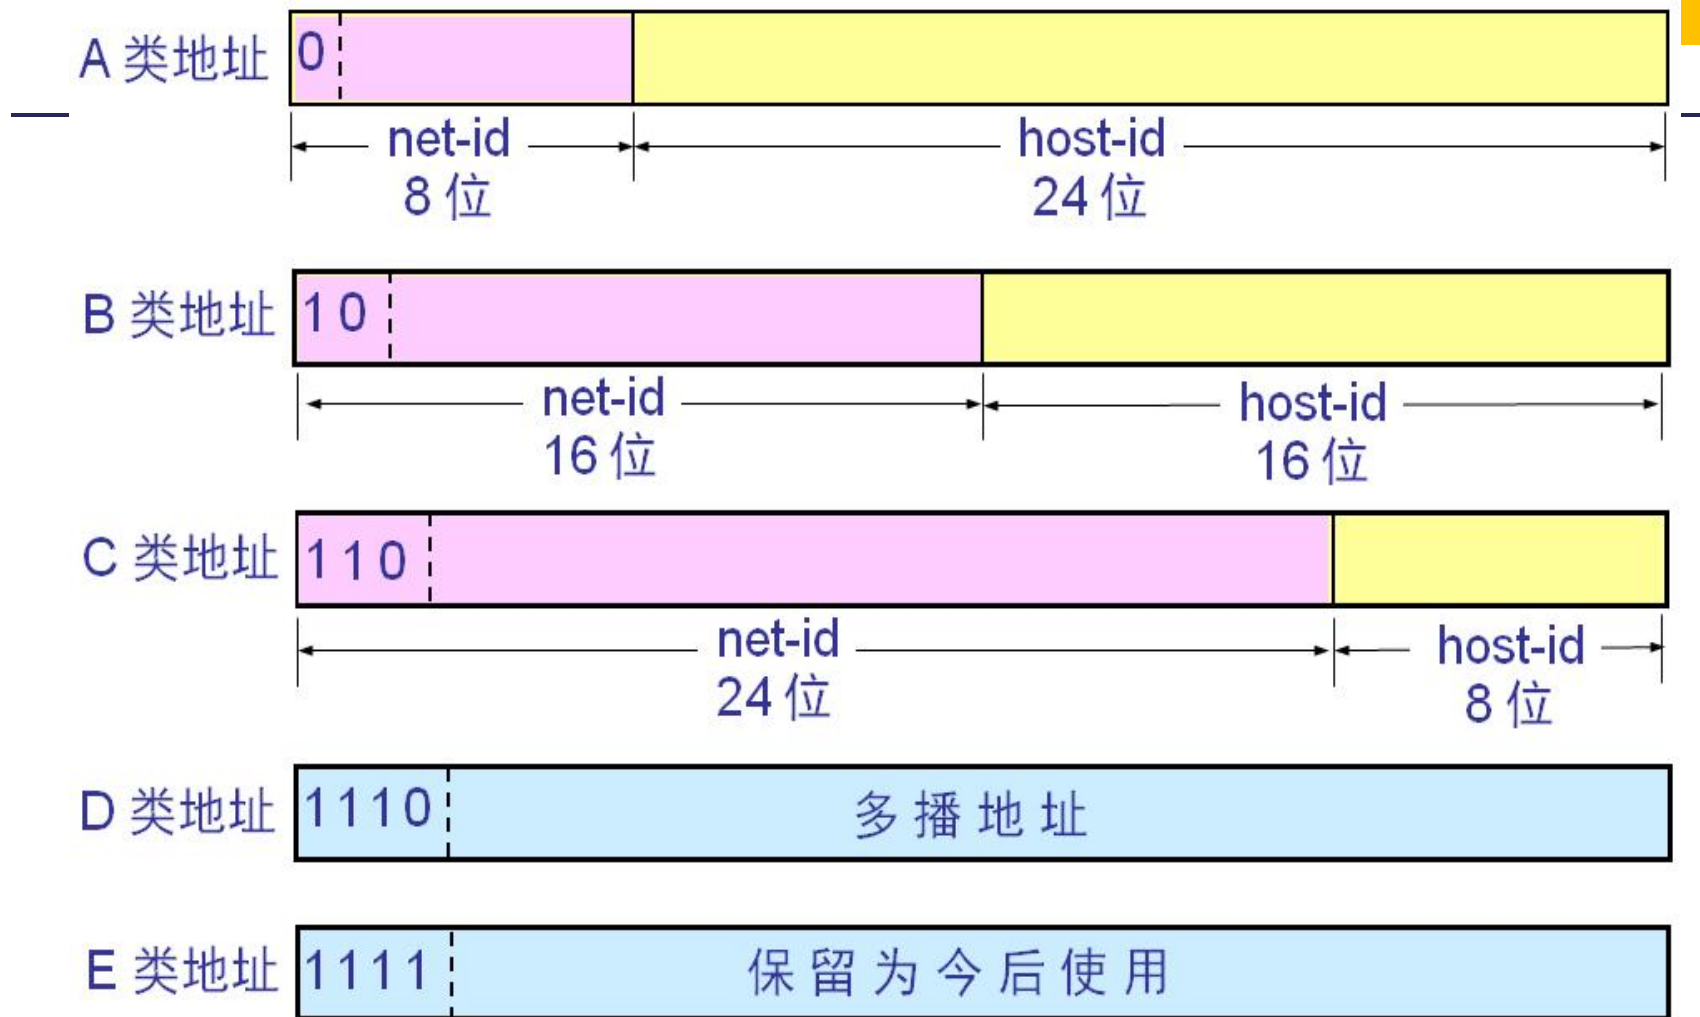 A 类地址 0
net-id host-id
8 位 24 位
B 类地址 1 0
net-id host-id
16 位 16 位
C 类地址 1 1 0
net-id host-id
24 位 8 位
D 类地址 1 1 1 0 多播地址
E 类地址 1 1 1 1 保留为今后使用